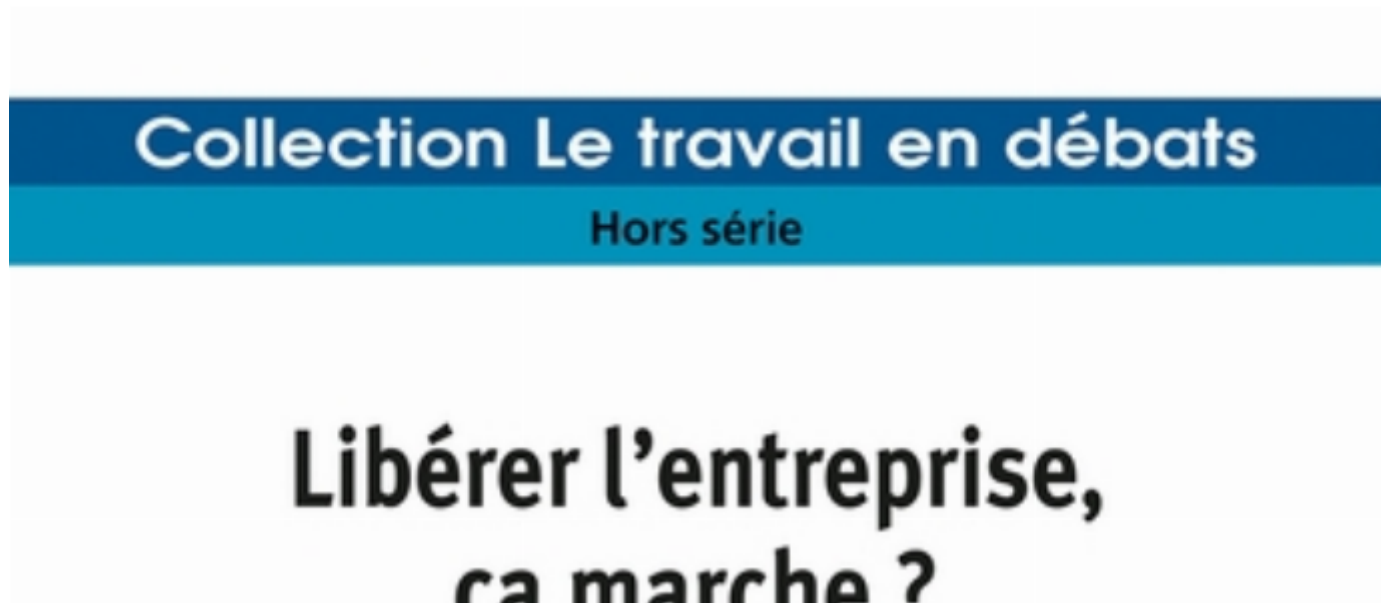 Collection Le travail en débats
Hors série
Libérer l’entreprise,
ça marche ?